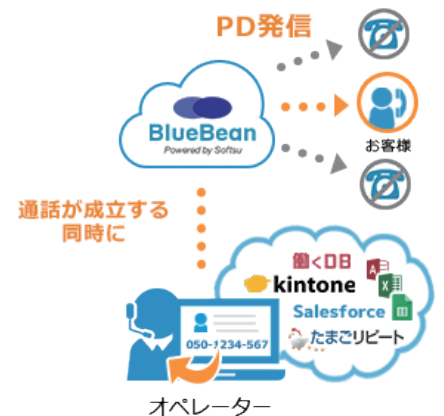 PD発信
BlueBean
Powered by Softsu
お客様
通話が成立する
同時に
働くDB
kintone
Salesforce
たまごリピート
050-1234-567
オペレーター